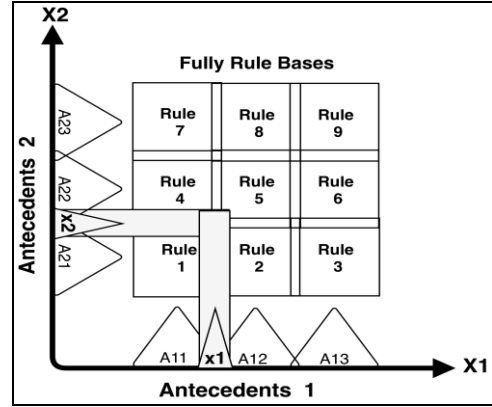 X2
Fully Rule Bases
Antecedents 2
A23
A22
x2
A21
Rule 7
Rule 8
Rule 9
Rule 4
Rule 5
Rule 6
Rule 1
Rule 2
Rule 3
A11
x1
A12
A13
X1
Antecedents 1